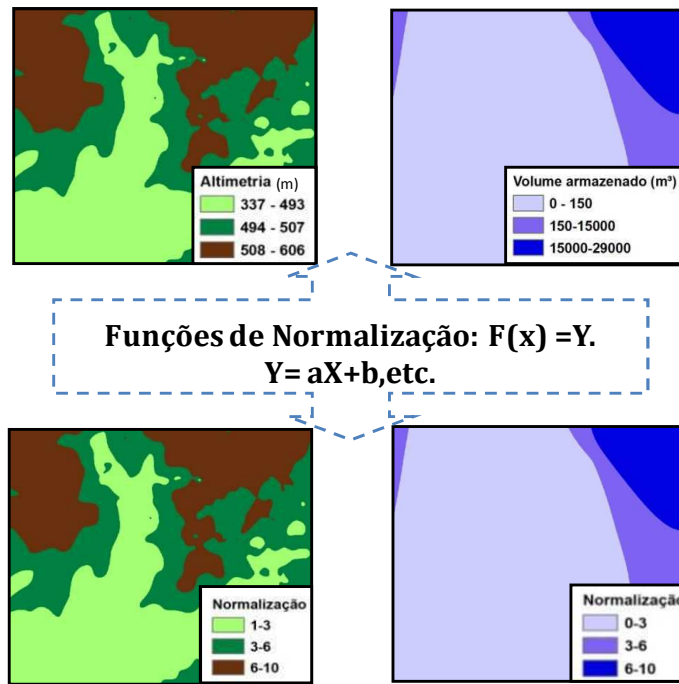 Altimetria (m)
337 - 493
494 - 507
508 - 606
Volume armazenado (m³)
0 - 150
150-15000
15000-29000
Funções de Normalização: F(x) =Y.
Y= aX+b,etc.
Normalização
1-3
3-6
6-10
Normalização
0-3
3-6
6-10